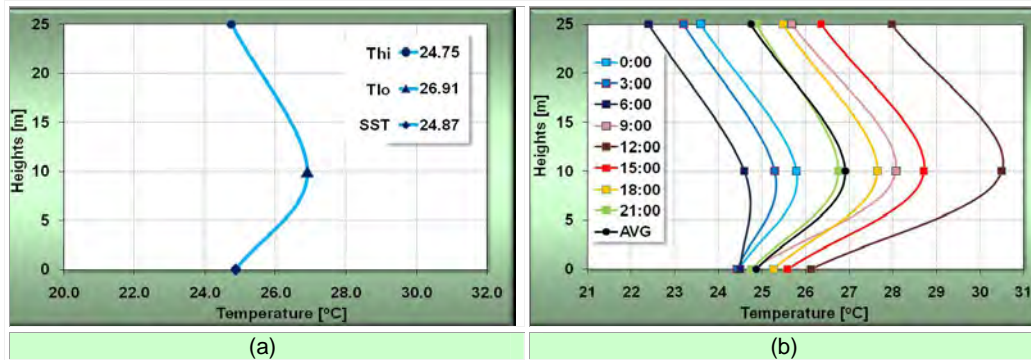 25
20
15
10
5
0
Heights [m]
Thi 24.75
Tlo 26.91
SST 24.87
20.0 22.0 24.0 26.0 28.0 30.0 32.0
Temperature [ºC]
(a)
25
20
15
10
5
0
Heights [m]
0:00
3:00
6:00
9:00
12:00
15:00
18:00
21:00
AVG
21 22 23 24 25 26 27 28 29 30 31
Temperature [ºC]
(b)